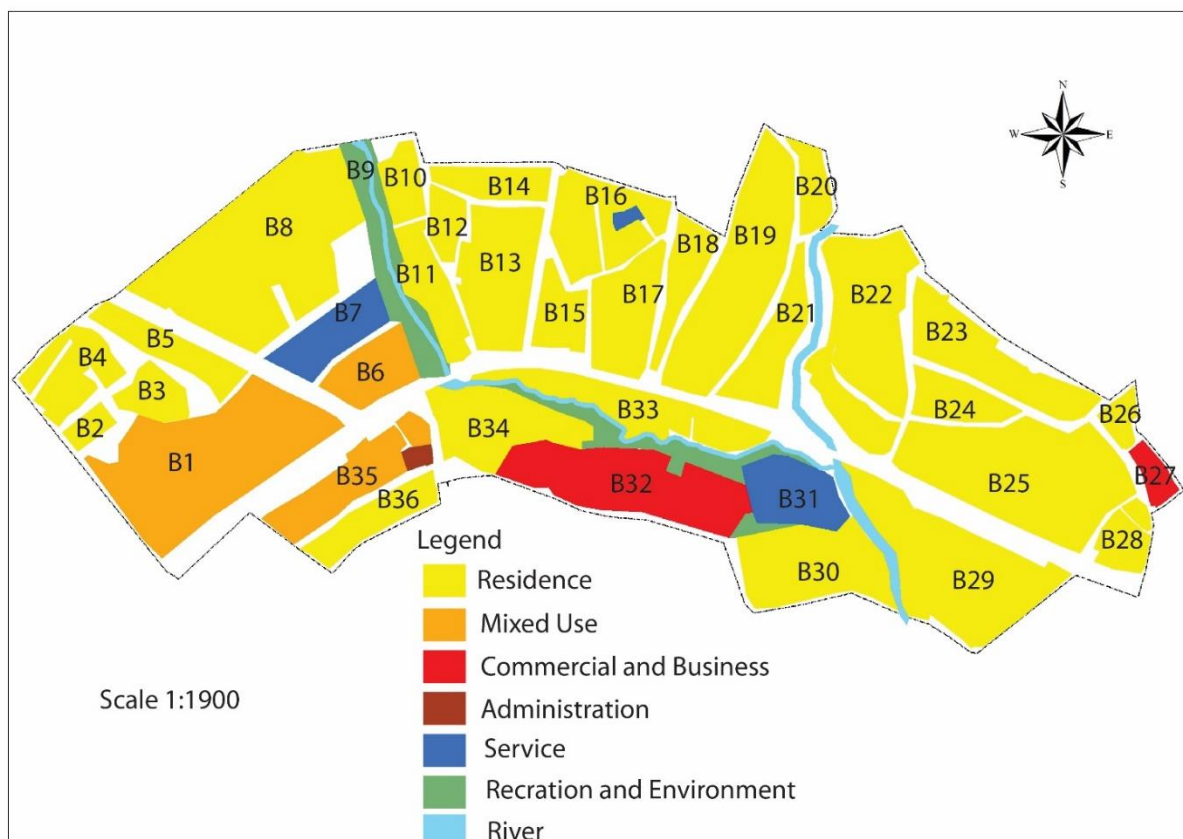 N
W E
S
B20
B9
B10
B14
B16
B8
B12
B18
B19
B13
B11
B17
B22
B7
B15
B21
B23
B5
B4
B6
B3
B33
B24
B26
B2
B34
B1
B35
B32
B31
B25
B27
B36
B28
B30
B29
Legend
Residence
Mixed Use
Commercial and Business
Administration
Service
Recration and Environment
River
Scale 1:1900